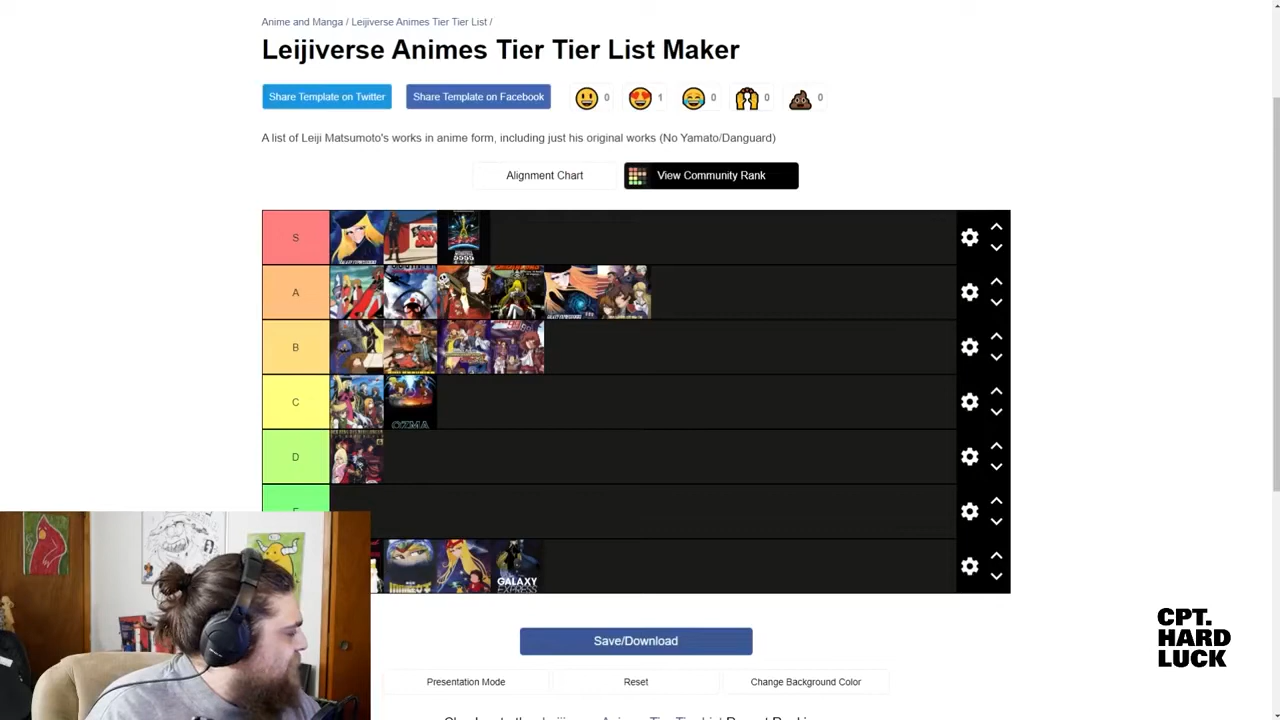 Anime and Manga / Leijiverse Animes Tier Tier List /
Leijiverse Animes Tier Tier List Maker
Share Template on Twitter
Share Template on Facebook
0
1
0
0
0
A list of Leiji Matsumoto's works in anime form, including just his original works (No Yamato/Danguard)
Alignment Chart
View Community Rank
S
5555
A
B
C
OZMA
D
GALAXY
EXPRESS
CPT.
HARD
LUCK
Save/Download
Presentation Mode
Reset
Change Background Color